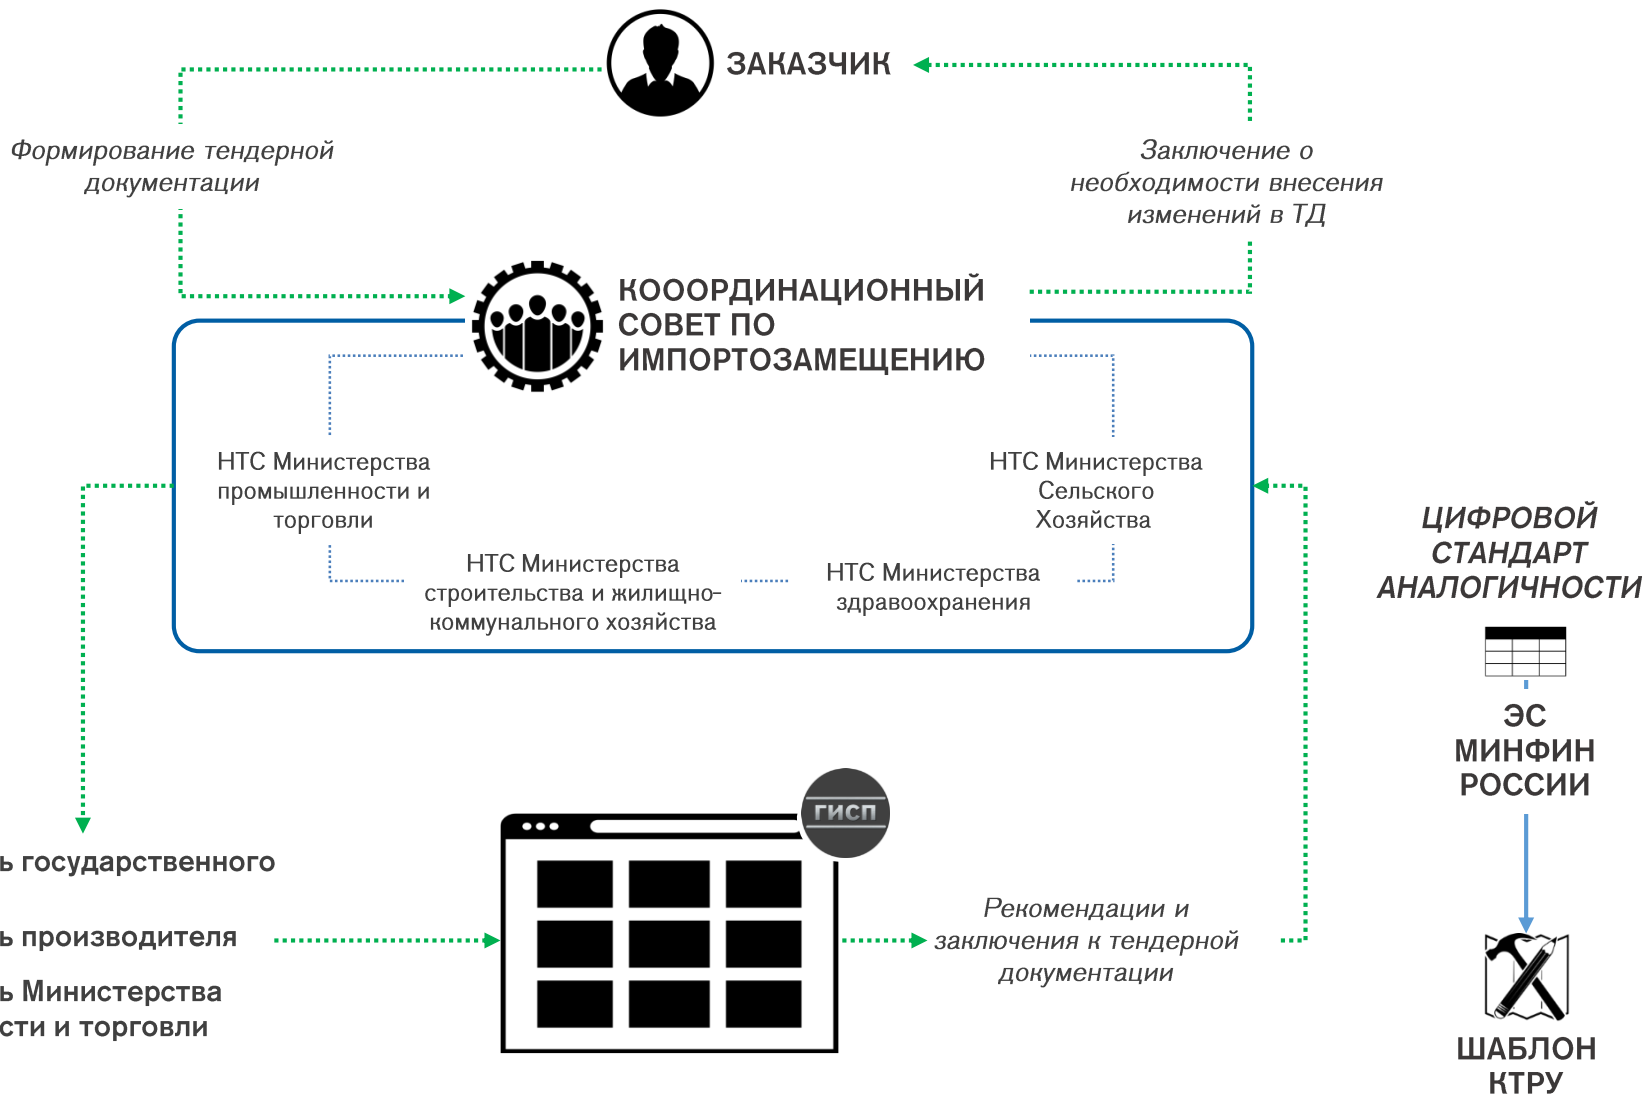 ЗАКАЗЧИК
Формирование тендерной
документации
Заключение о
необходимости внесения
изменений в ТД
КОООРДИНАЦИОННЫЙ
СОВЕТ ПО
ИМПОРТОЗАМЕЩЕНИЮ
НТС Министерства
промышленности и
торговли
НТС Министерства
строительства и жилищно-
коммунального хозяйства
НТС Министерства
здравоохранения
НТС Министерства
Сельского
Хозяйства
ЦИФРОВОЙ
СТАНДАРТ
АНАЛОГИЧНОСТИ
ЭС
МИНФИН
РОССИИ
ШАБЛОН
КТРУ
ГИСП
ь государственного
ь производителя
ь Министерства
сти и торговли
Рекомендации и
заключения к тендерной
документации